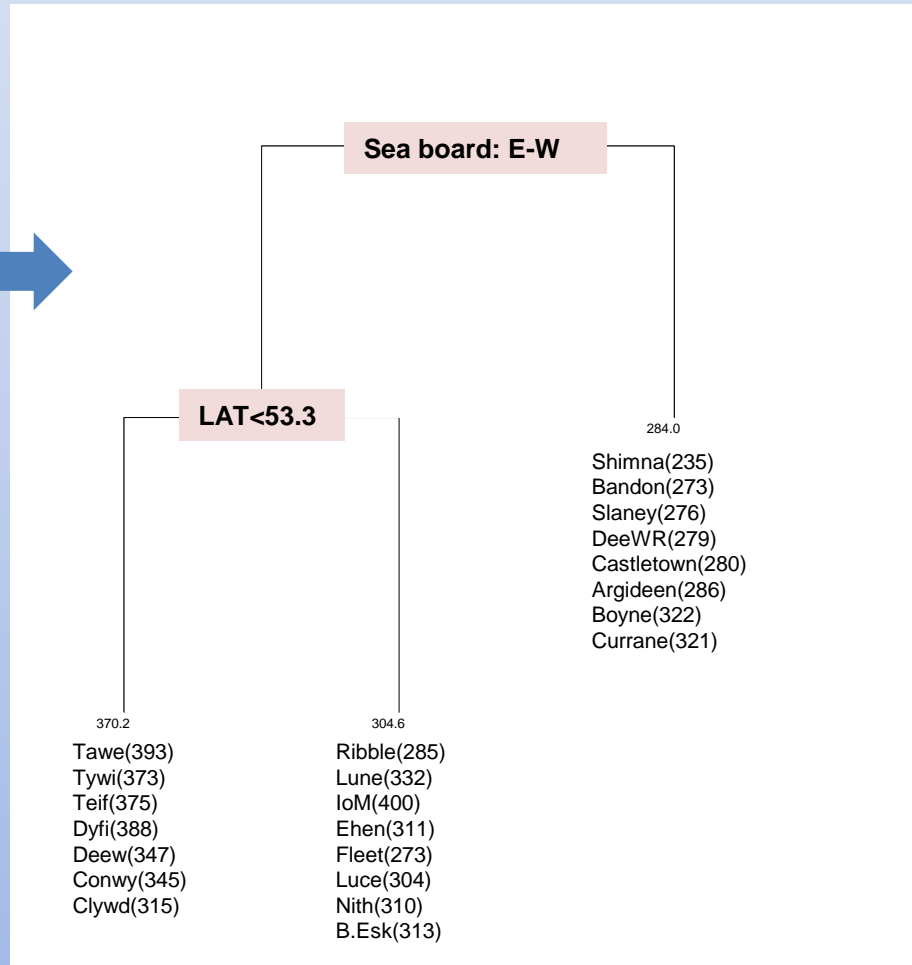 Sea board: E-W
LAT<53.3
284.0
Shimna(235)
Bandon(273)
Slaney(276)
DeeWR(279)
Castletown(280)
Argideen(286)
Boyne(322)
Currane(321)
370.2
Tawe(393)
Tywi(373)
Teif(375)
Dyfi(388)
Deew(347)
Conwy(345)
Clywd(315)
304.6
Ribble(285)
Lune(332)
IoM(400)
Ehen(311)
Fleet(273)
Luce(304)
Nith(310)
B.Esk(313)